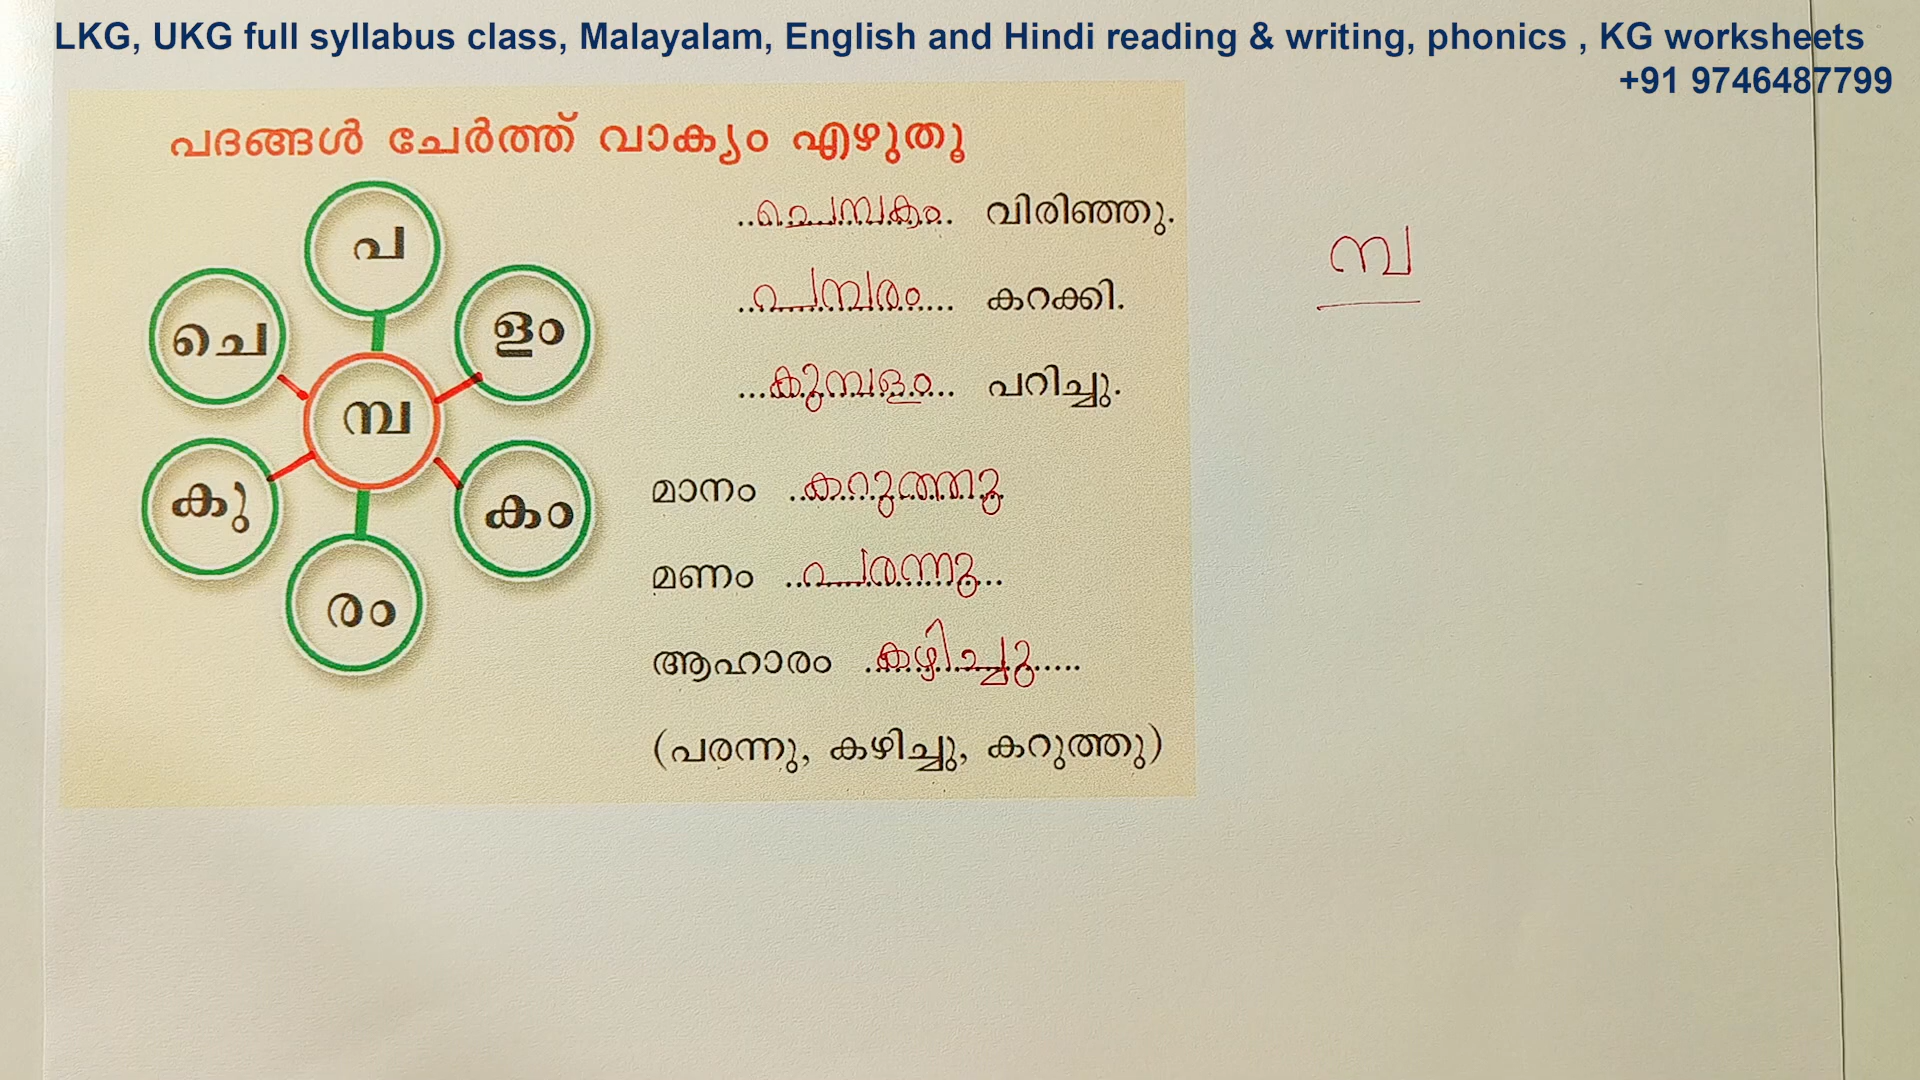 LKG, UKG full syllabus class, Malayalam, English and Hindi reading & writing, phonics , KG worksheets
+91 9746487799
പദങ്ങൾ ചേർത്ത് വാക്യം എഴുതൂ
പ
ചെ
ളം
മ്പ
കു
കം
രം
..ചെമ്പകം.. വിരിഞ്ഞു.
..പമ്പരം.... കറക്കി.
...കുമ്പളം... പറിച്ചു.
മാനം ..കറുത്തു.
മണം ..പരന്നു...
ആഹാരം ..കഴിച്ചു.....
(പരന്നു, കഴിച്ചു, കറുത്തു)
മ്പ